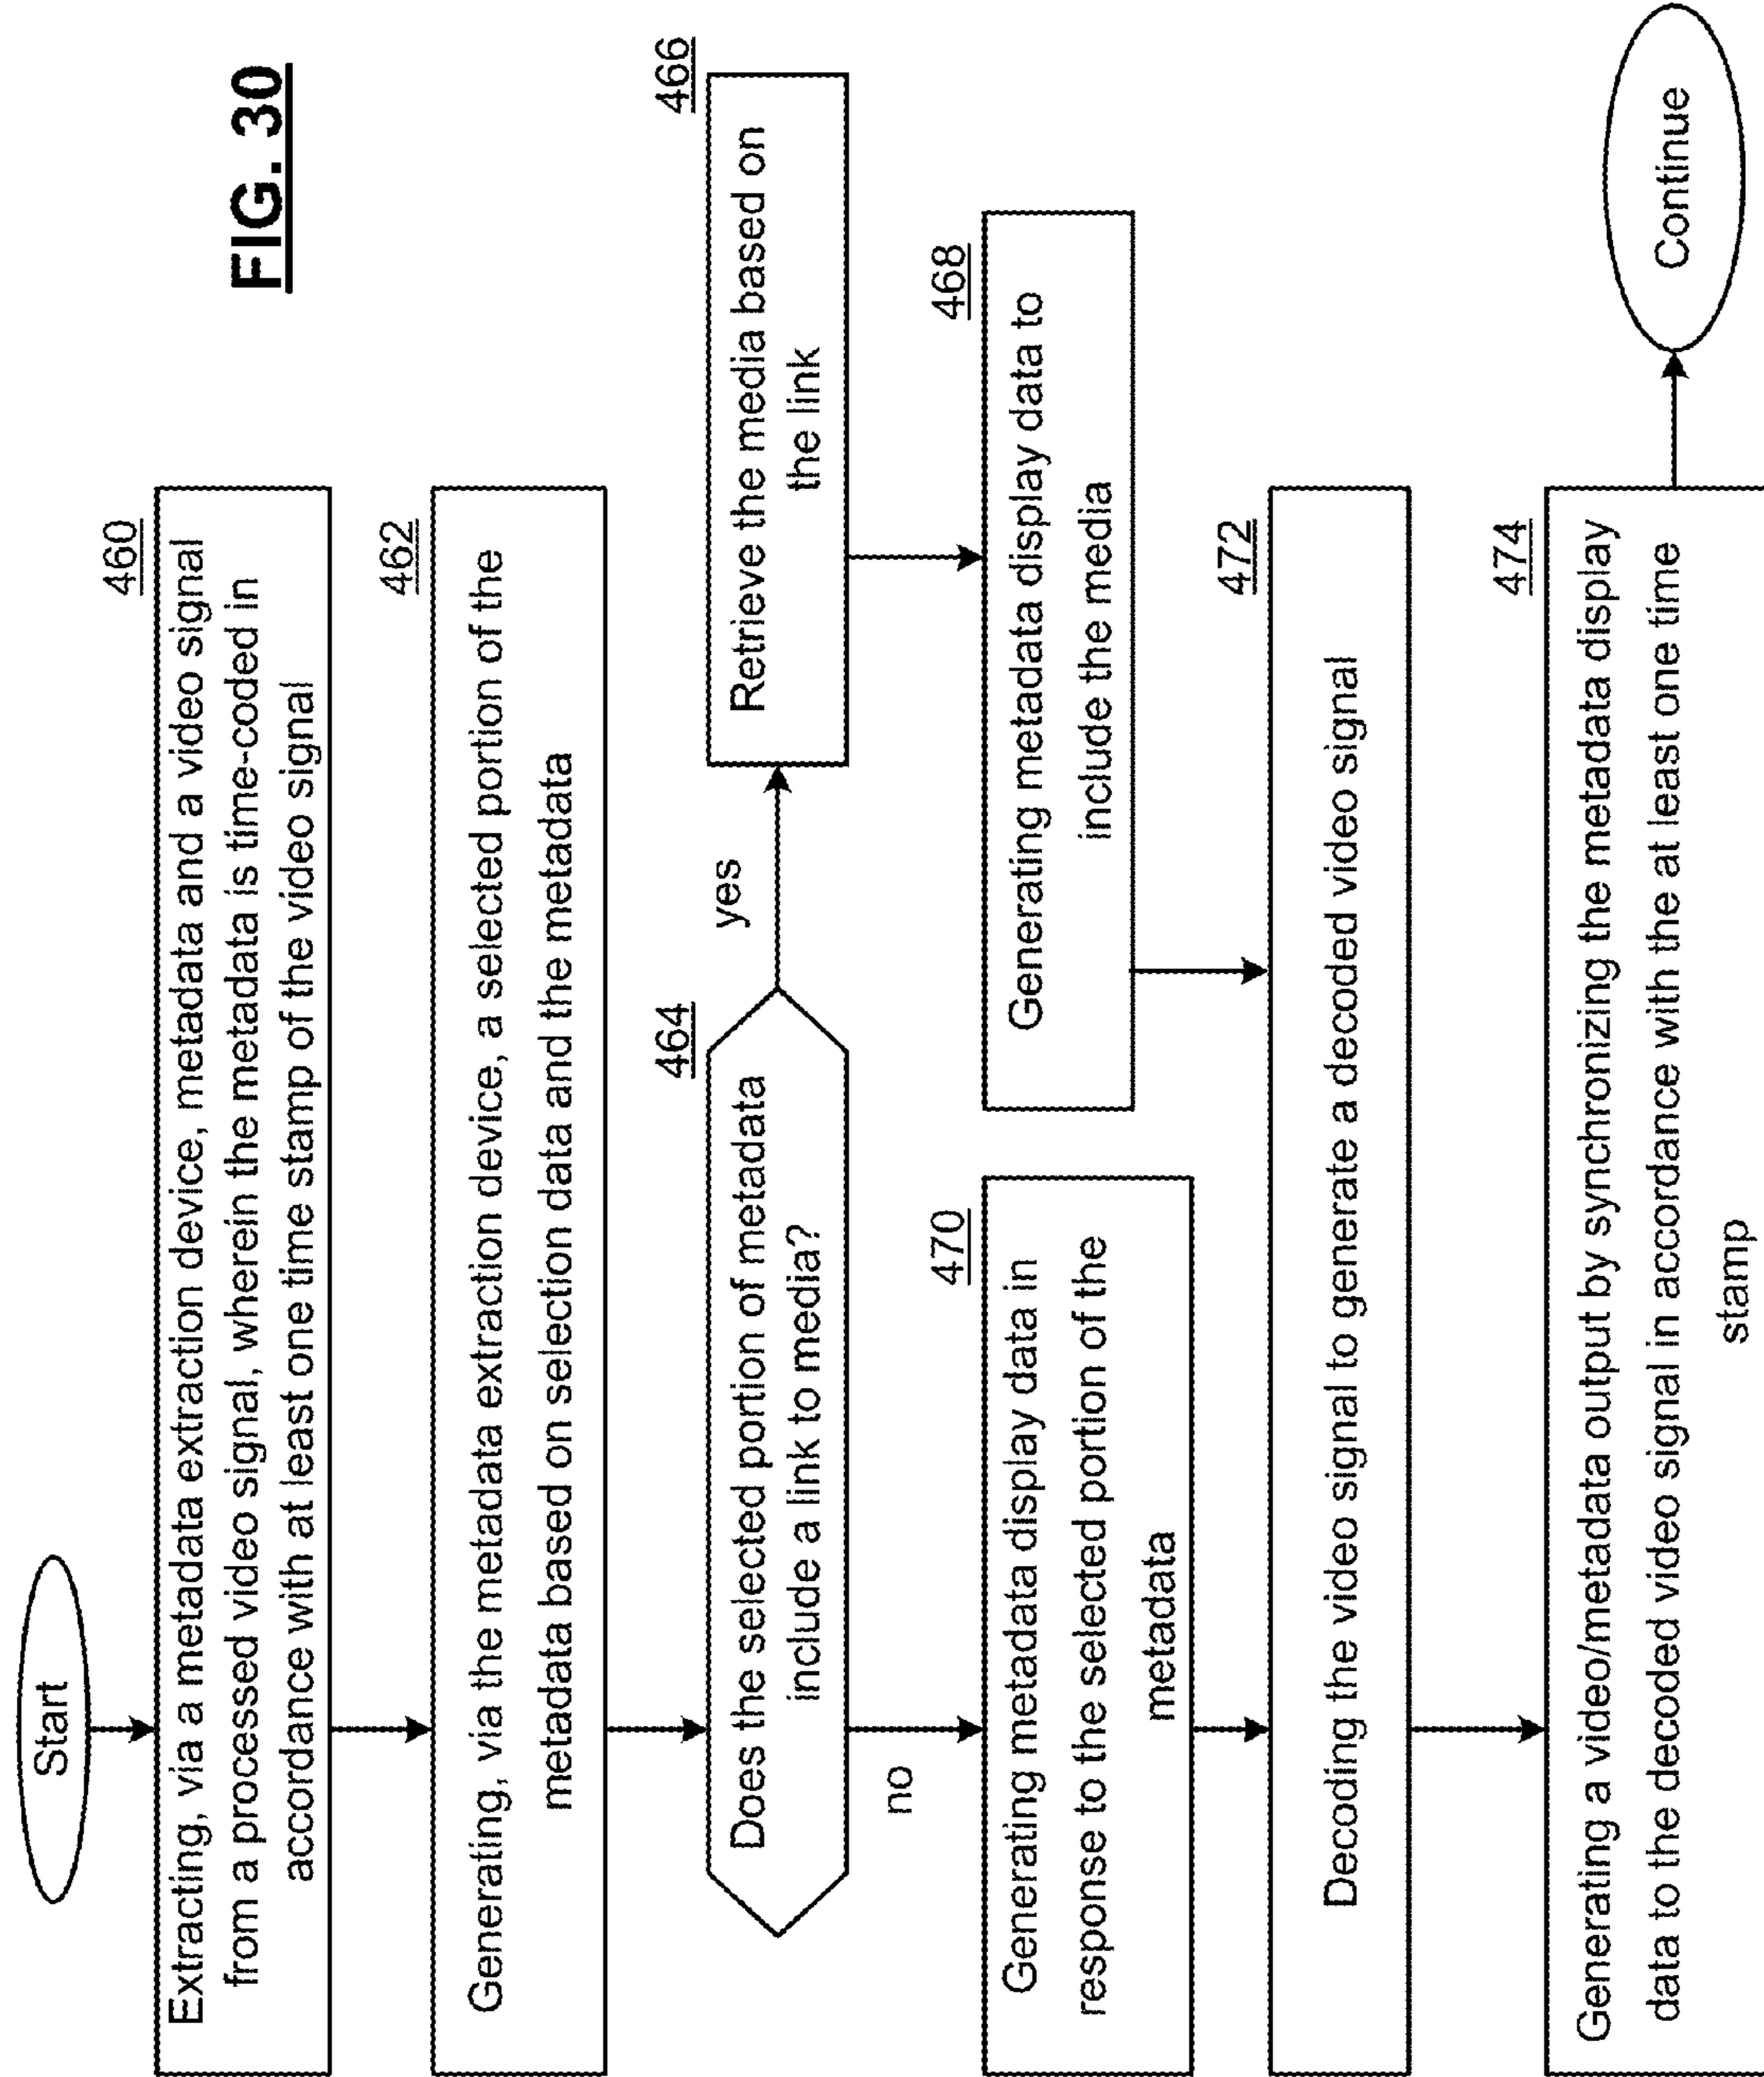 FIG. 30
Start
460
Extracting, via a metadata extraction device, metadata and a video signal
from a processed video signal, wherein the metadata is time-coded in
accordance with at least one time stamp of the video signal
462
Generating, via the metadata extraction device, a selected portion of the
metadata based on selection data and the metadata
464
Does the selected portion of metadata
include a link to media?
yes
466
Retrieve the media based on
the link
468
Generating metadata display data to
include the media
no
470
Generating metadata display data in
response to the selected portion of the
metadata
472
Decoding the video signal to generate a decoded video signal
474
Generating a video/metadata output by synchronizing the metadata display
data to the decoded video signal in accordance with the at least one time
stamp
Continue